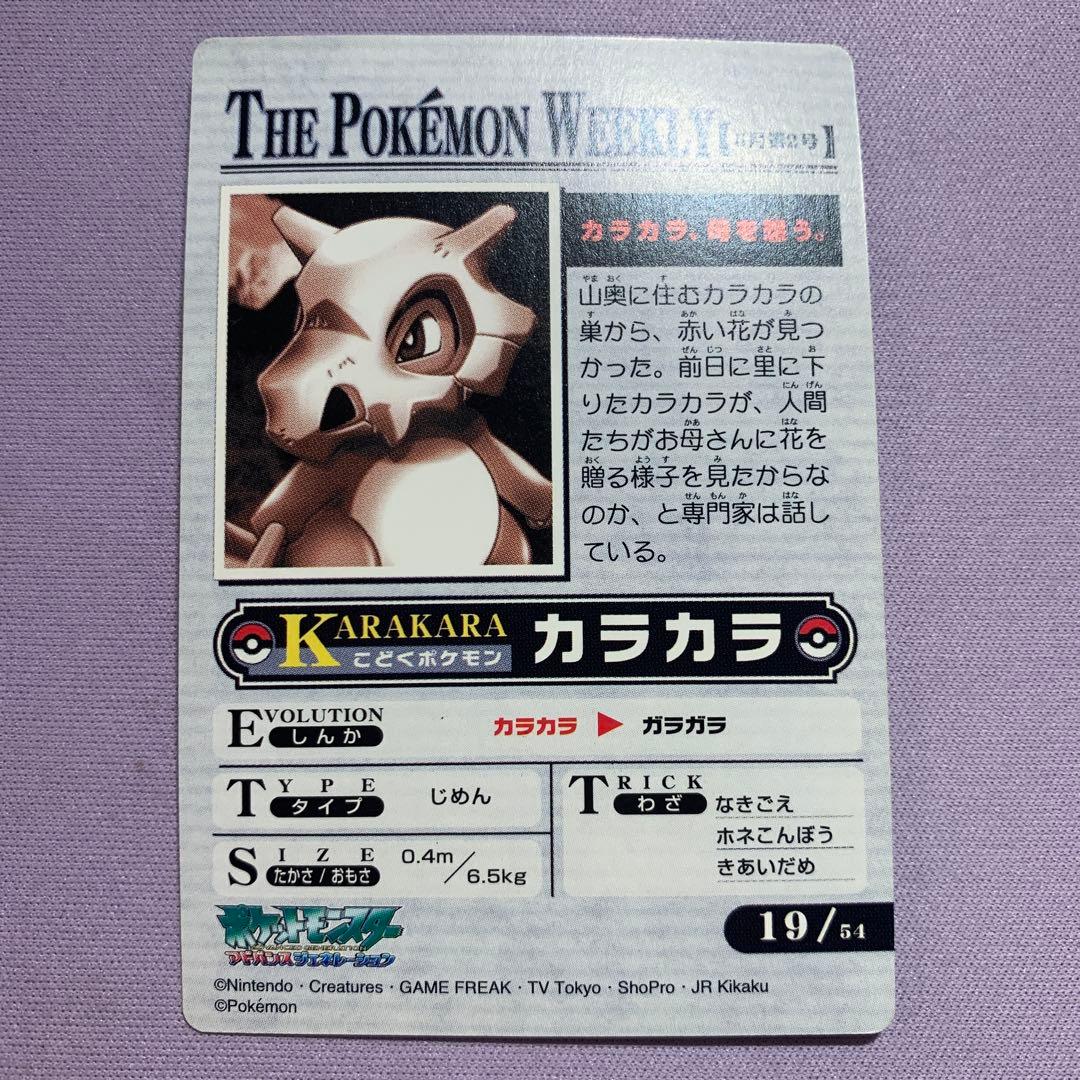 THE POKÉMON WEEKLY【5月第2号】
カラカラ、母を想う。
山奥に住むカラカラの
巣から、赤い花が見つ
かった。前日に里に下
りたカラカラが、人間
たちがお母さんに花を
贈る様子を見たからな
のか、と専門家は話し
ている。
KARAKARA
こどくポケモン
カラカラ
EVOLUTION
しんか
カラカラ ▶ ガラガラ
TYPE
タイプ
じめん
SIZE
たかさ/おもさ
0.4m/6.5kg
TRICK
わざ
なきごえ
ホネこんぼう
きあいだめ
ポケットモンスター
アドバンスジェネレーション
19/54
©Nintendo・Creatures・GAME FREAK・TV Tokyo・ShoPro・JR Kikaku
©Pokémon